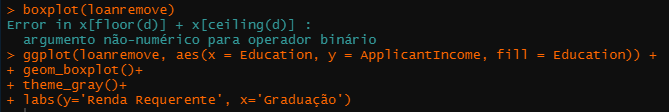 > boxplot(loanremove)
Error in x[floor(d)] + x[ceiling(d)] :
  argumento não-numérico para operador binário
> ggplot(loanremove, aes(x = Education, y = ApplicantIncome, fill = Education)) +
+ geom_boxplot()+
+ theme_gray()+
+ labs(y='Renda Requerente', x='Graduação')